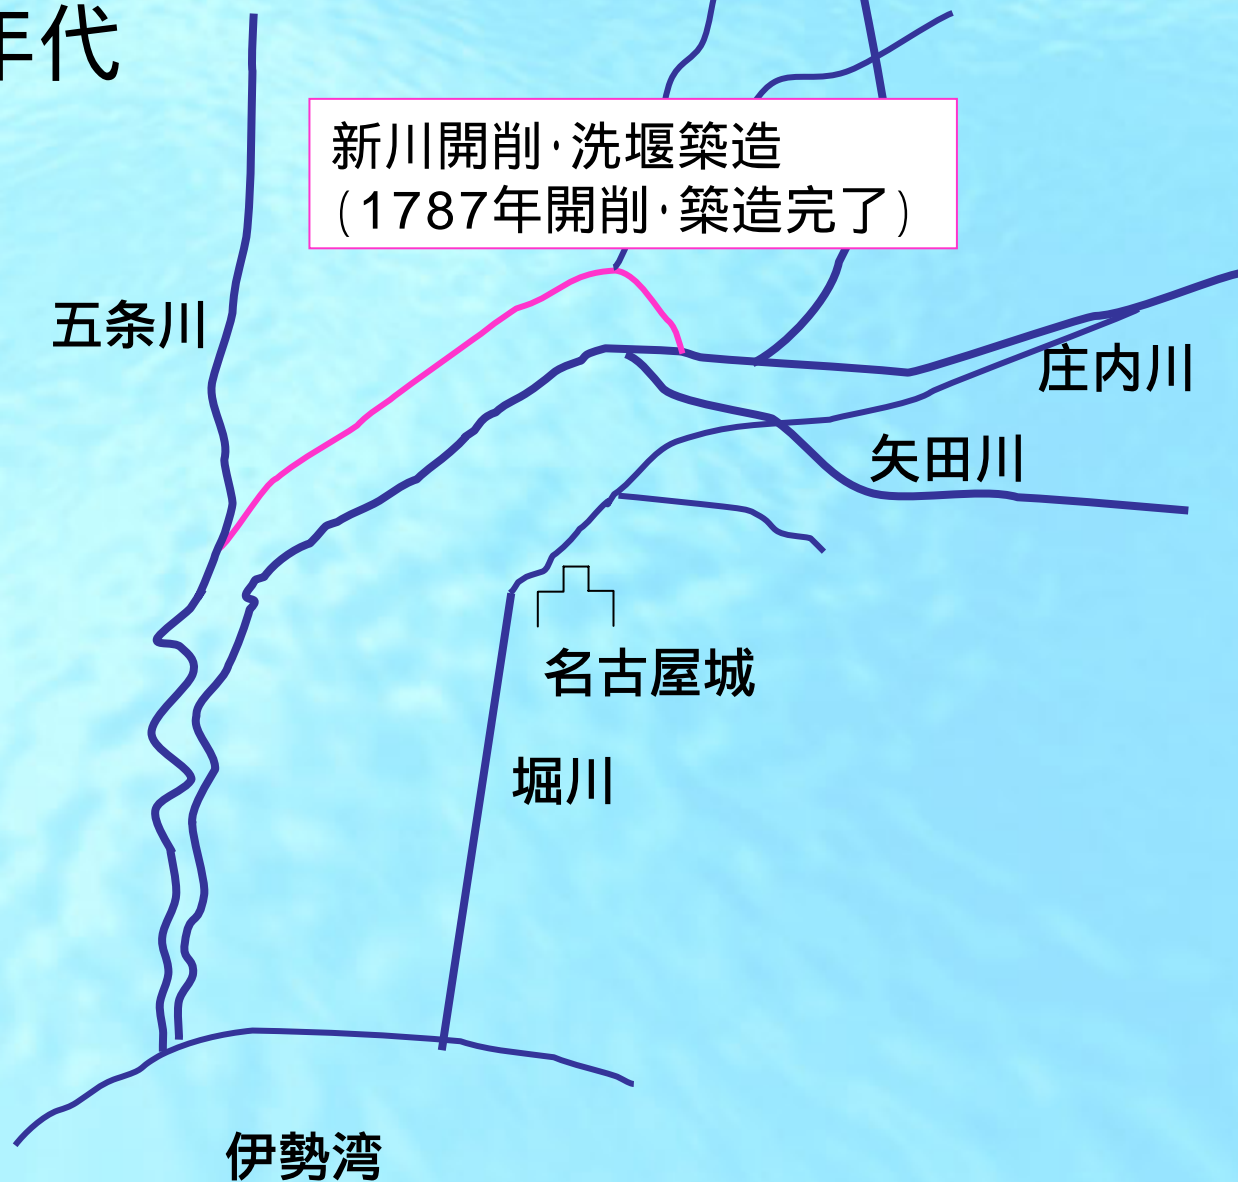 年代
新川開削・洗堰築造
(1787年開削・築造完了)
五条川
庄内川
矢田川
名古屋城
堀川
伊勢湾